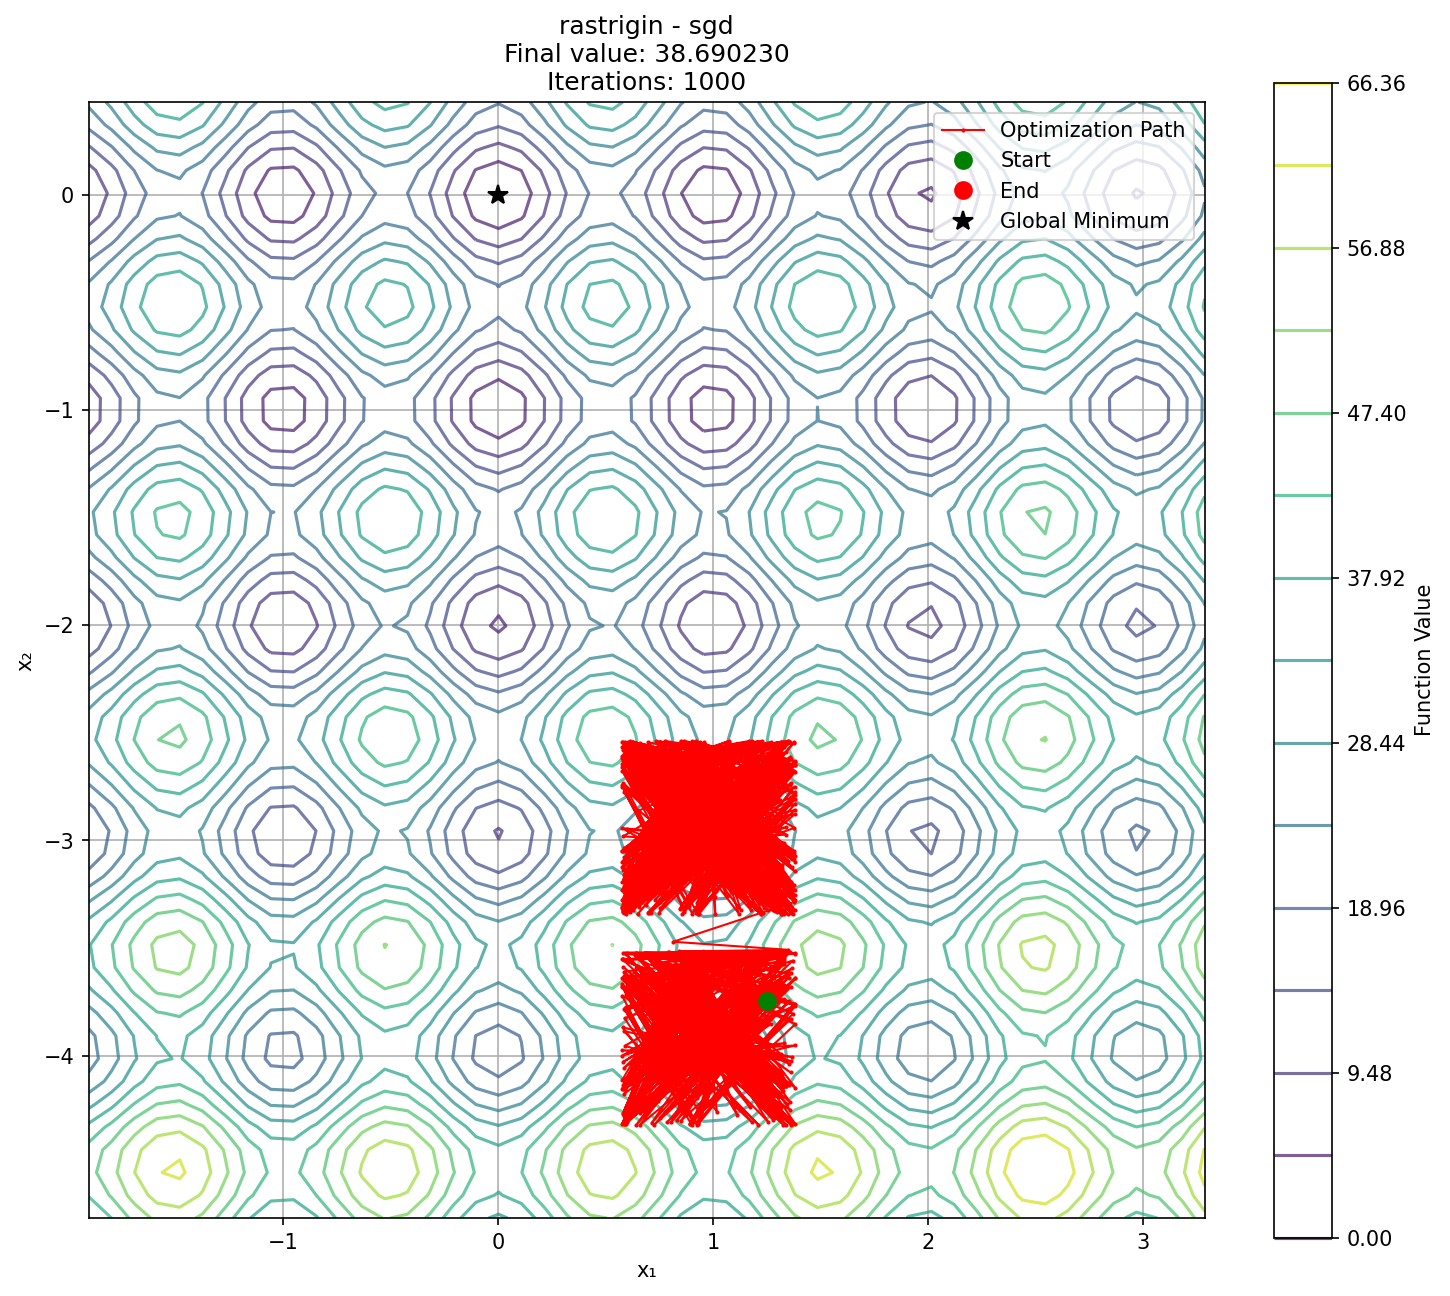 rastrigin - sgd
Final value: 38.690230
Iterations: 1000
Optimization Path
Start
End
Global Minimum
0
−1
−2
−3
−4
x₂
−1
0
1
2
3
x₁
66.36
56.88
47.40
37.92
28.44
18.96
9.48
0.00
Function Value